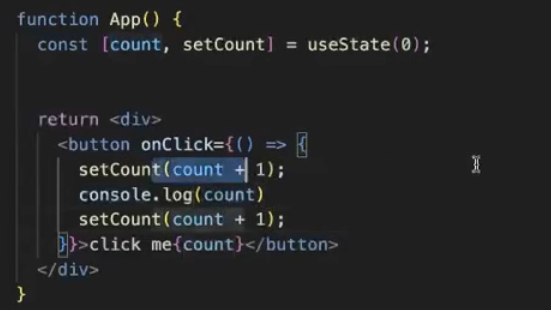 function App() {
const [count, setCount] = useState(0);
return <div>
<button onClick={() => {
setCount(count + 1);
console.log(count)
setCount(count + 1);
}}>click me{count}</button>
</div>
}